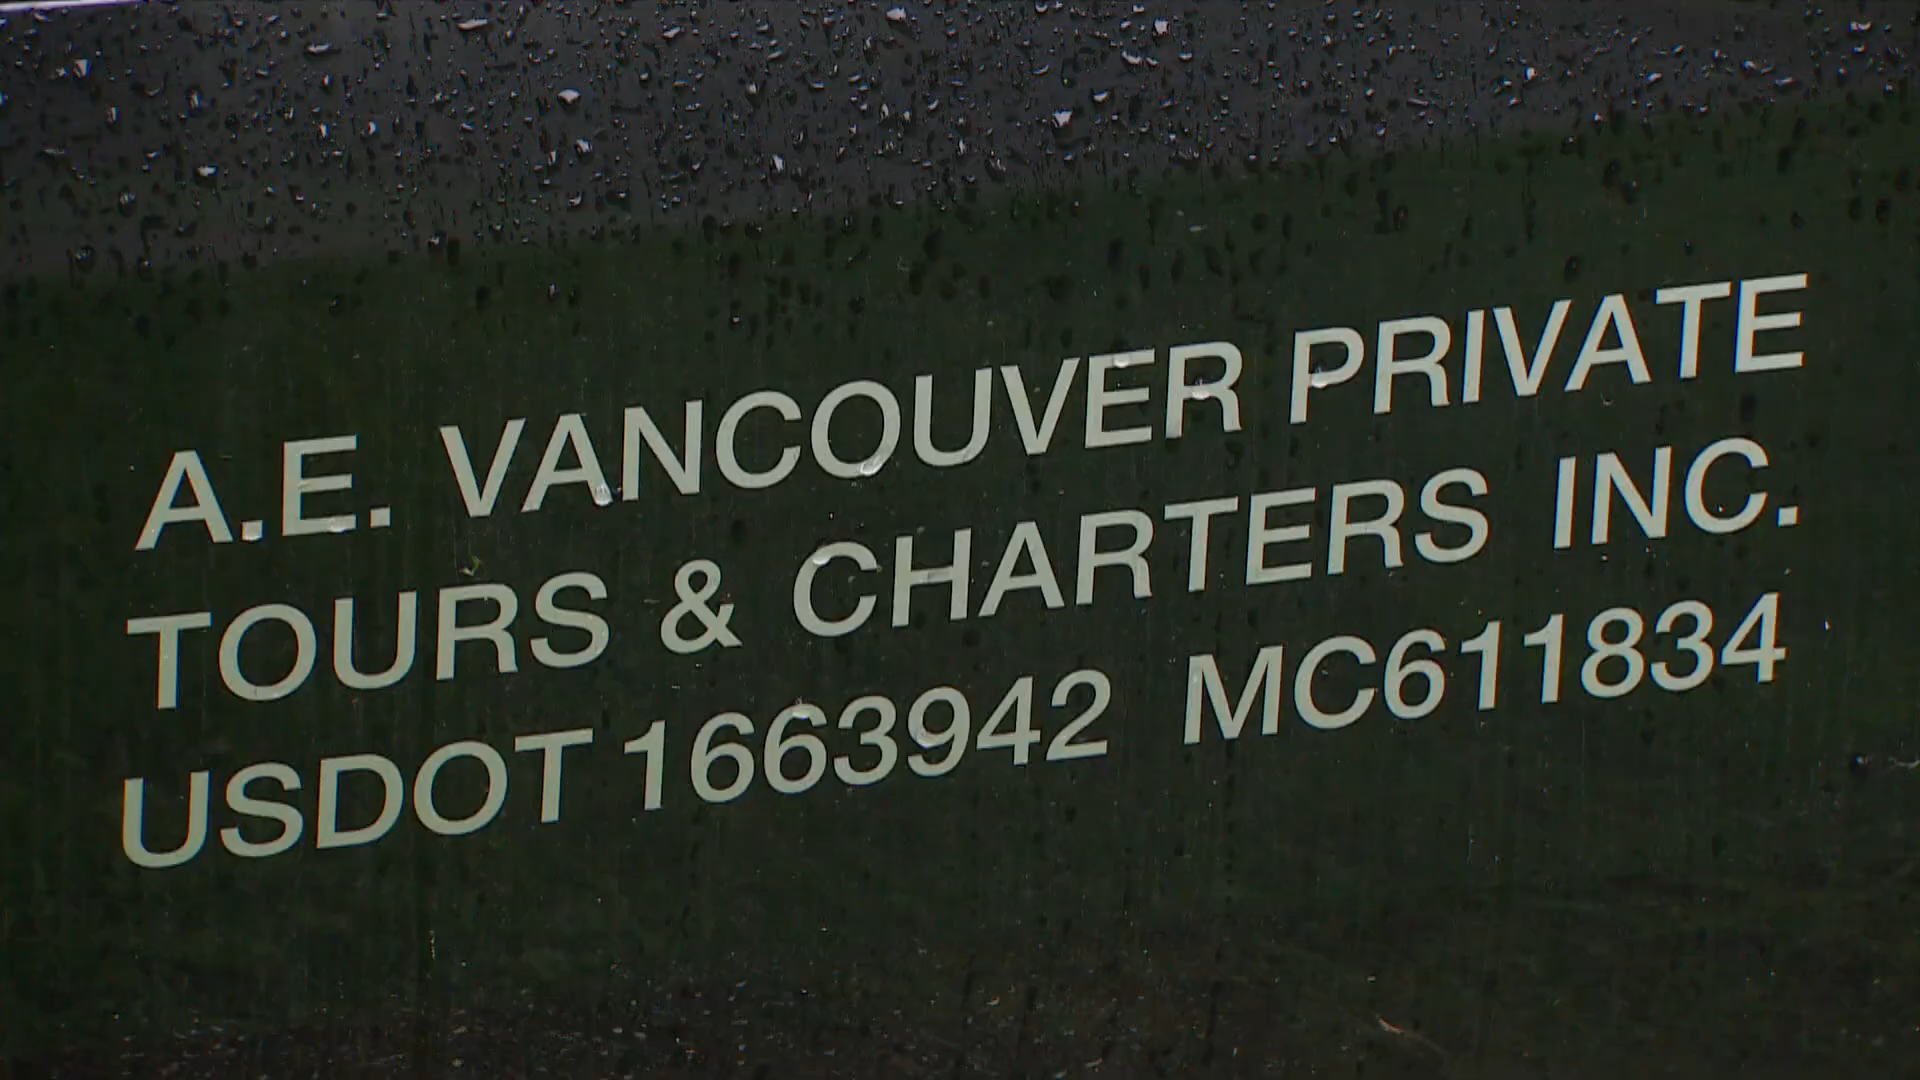 A.E. VANCOUVER PRIVATE
TOURS & CHARTERS INC.
USDOT 1663942 MC611834